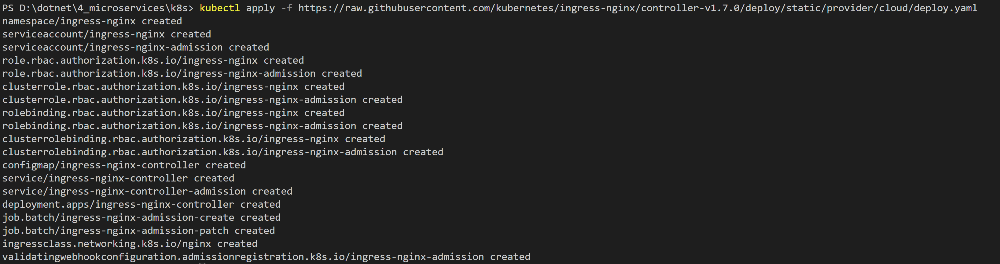 PS D:\dotnet\4_microservices\k8s> kubectl apply -f https://raw.githubusercontent.com/kubernetes/ingress-nginx/controller-v1.7.0/deploy/static/provider/cloud/deploy.yaml
namespace/ingress-nginx created
serviceaccount/ingress-nginx created
serviceaccount/ingress-nginx-admission created
role.rbac.authorization.k8s.io/ingress-nginx created
role.rbac.authorization.k8s.io/ingress-nginx-admission created
clusterrole.rbac.authorization.k8s.io/ingress-nginx created
clusterrole.rbac.authorization.k8s.io/ingress-nginx-admission created
rolebinding.rbac.authorization.k8s.io/ingress-nginx created
rolebinding.rbac.authorization.k8s.io/ingress-nginx-admission created
clusterrolebinding.rbac.authorization.k8s.io/ingress-nginx created
clusterrolebinding.rbac.authorization.k8s.io/ingress-nginx-admission created
configmap/ingress-nginx-controller created
service/ingress-nginx-controller created
service/ingress-nginx-controller-admission created
deployment.apps/ingress-nginx-controller created
job.batch/ingress-nginx-admission-create created
job.batch/ingress-nginx-admission-patch created
ingressclass.networking.k8s.io/nginx created
validatingwebhookconfiguration.admissionregistration.k8s.io/ingress-nginx-admission created